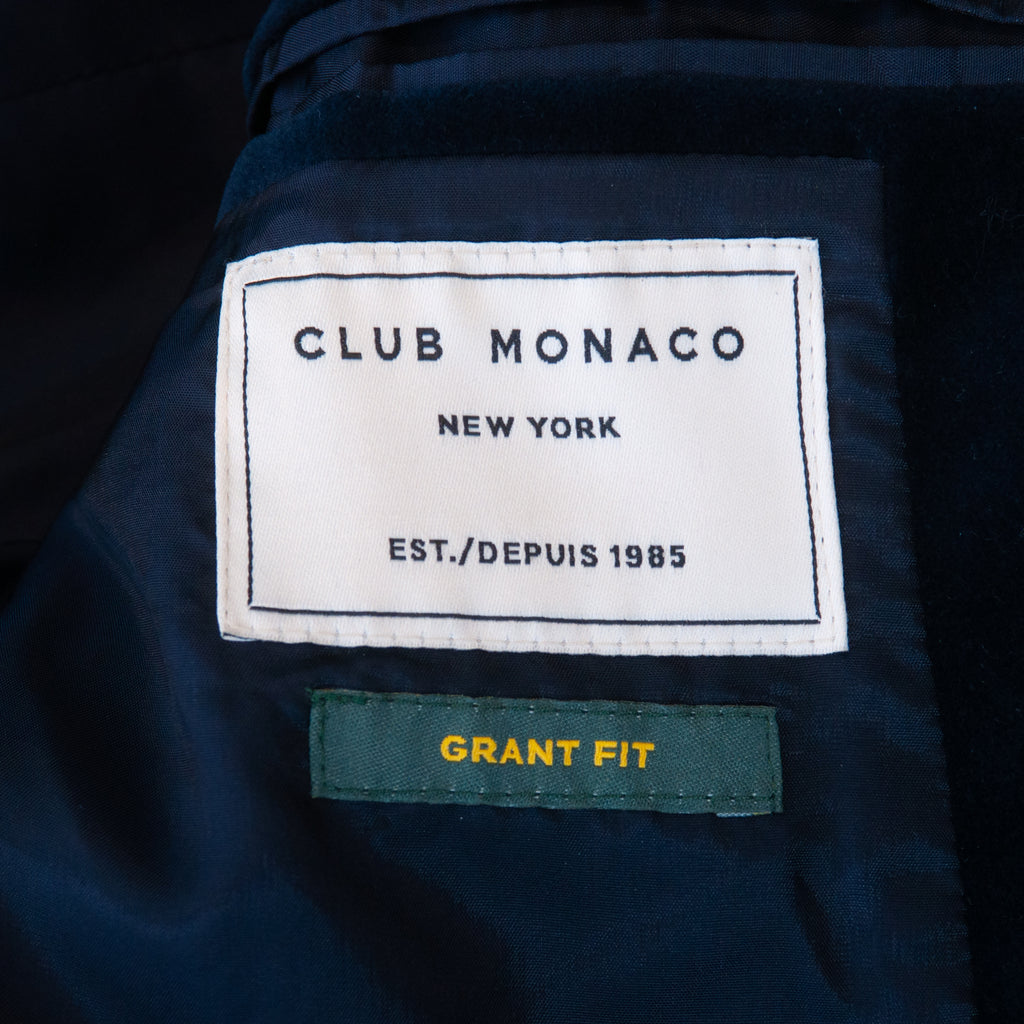 CLUB MONACO
NEW YORK
EST./DEPUIS 1985
GRANT FIT